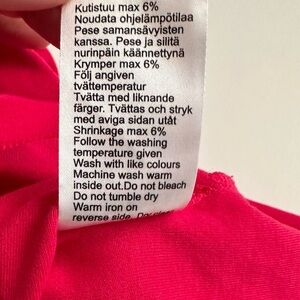 Kutistuu max 6%
Noudata ohjelämpötilaa
Pese samansävyisten
kanssa. Pese ja silitä
nurinpäin käännettynä
Krymper max 6%
Följ angiven
tvättemperatur
Tvätta med liknande
färger. Tvättas och stryk
med aviga sidan utåt
Shrinkage max 6%
Follow the washing
temperature given
Wash with like colours
Machine wash warm
inside out.Do not bleach
Do not tumble dry
Warm iron on
reverse side.